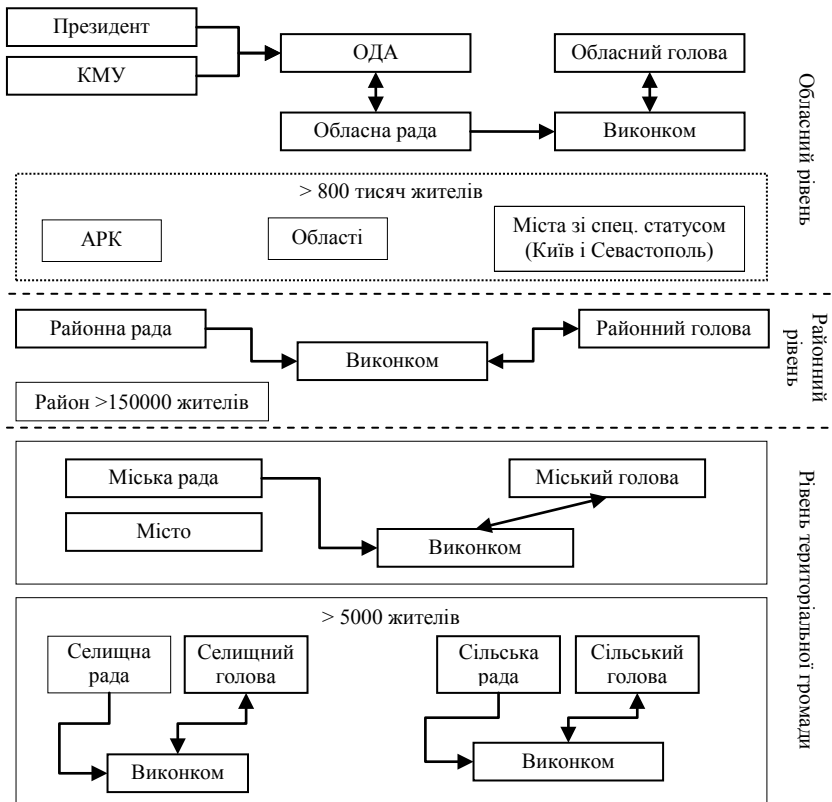 Президент
КМУ
ОДА
Обласний голова
Обласна рада
Виконком
> 800 тисяч жителів
АРК
Області
Міста зі спец. статусом
(Київ і Севастополь)
Обласний рівень
Районна рада
Виконком
Районний голова
Район >150000 жителів
Районний
рівень
Міська рада
Міський голова
Місто
Виконком
> 5000 жителів
Селищна
рада
Селищний
голова
Сільська
рада
Сільський
голова
Виконком
Виконком
Рівень територіальної громади